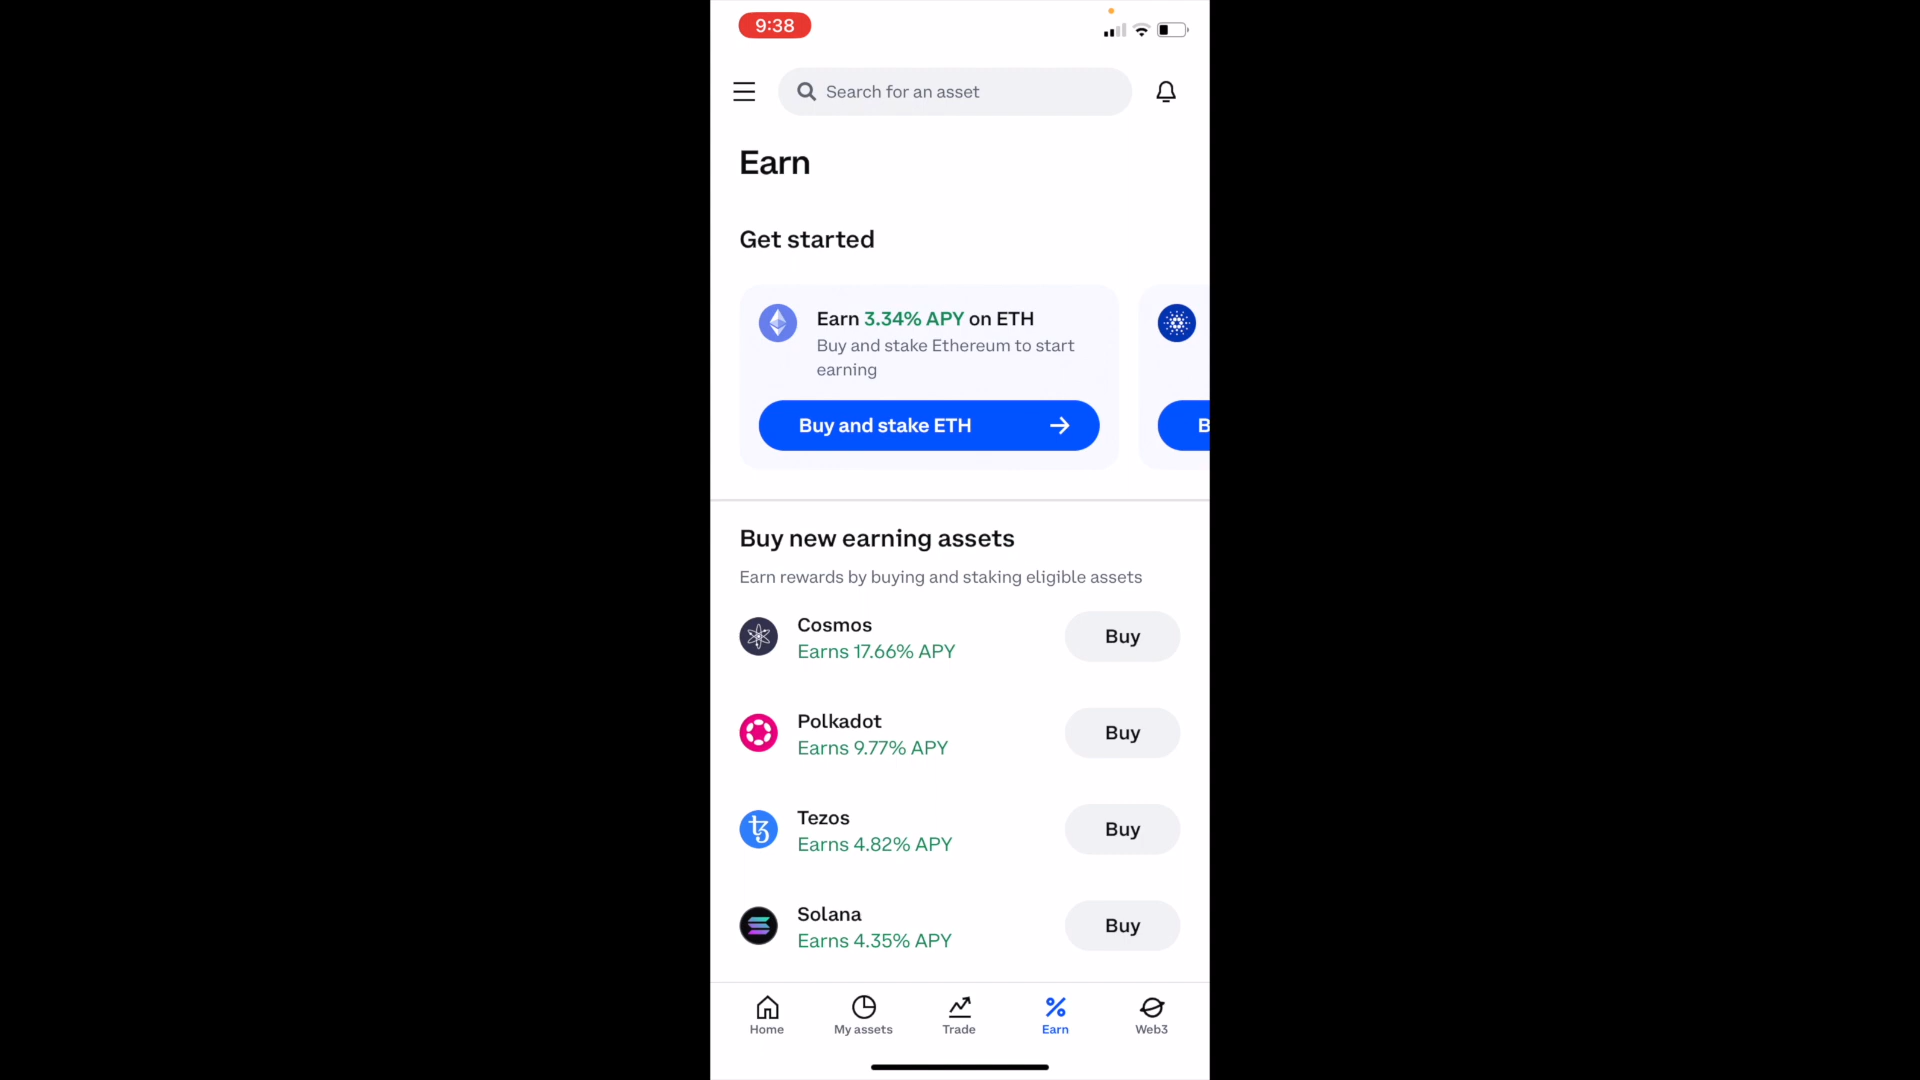 9:38
Search for an asset
Earn
Get started
Earn 3.34% APY on ETH
Buy and stake Ethereum to start
earning
Buy and stake ETH
B
Buy new earning assets
Earn rewards by buying and staking eligible assets
Cosmos
Earns 17.66% APY
Buy
Polkadot
Earns 9.77% APY
Buy
Tezos
Earns 4.82% APY
Buy
Solana
Earns 4.35% APY
Buy
Home
My assets
Trade
Earn
Web3